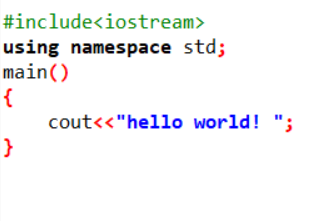 #include<iostream>
using namespace std;
main()
{
    cout<<"hello world! ";
}